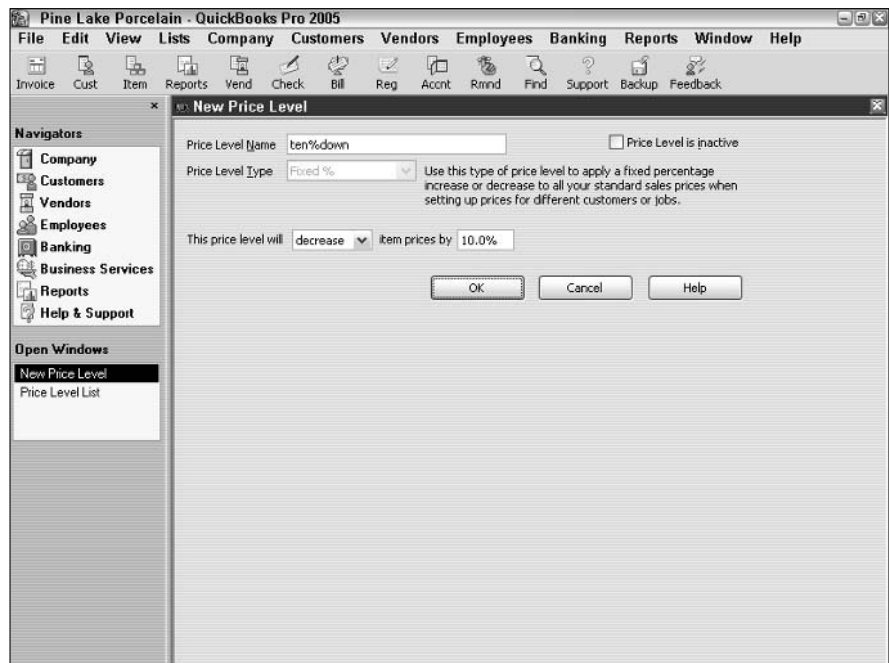 Pine Lake Porcelain - QuickBooks Pro 2005
File Edit View Lists Company Customers Vendors Employees Banking Reports Window Help
Invoice Cust Item Reports Vend Check Bill Reg Accnt Rmnd Find Support Backup Feedback
New Price Level
Navigators
Company
Customers
Vendors
Employees
Banking
Business Services
Reports
Help & Support
Open Windows
New Price Level
Price Level List
Price Level Name ten%down Price Level is inactive
Price Level Type Fixed % Use this type of price level to apply a fixed percentage
increase or decrease to all your standard sales prices when
setting up prices for different customers or jobs.
This price level will decrease item prices by 10.0%
OK Cancel Help